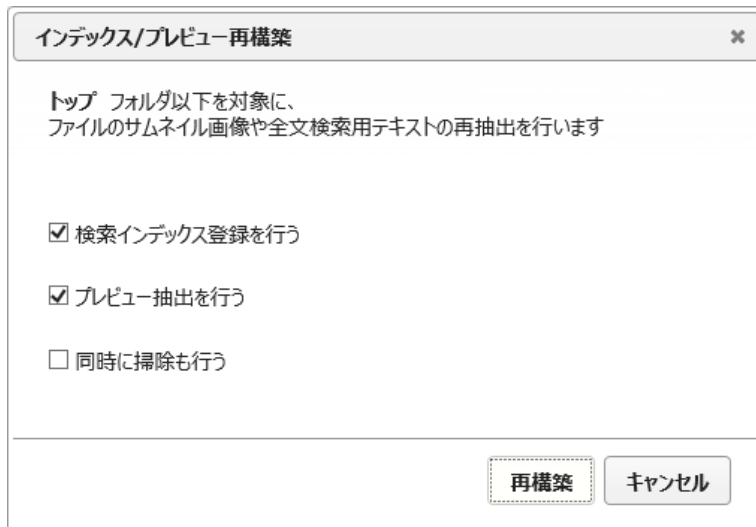 インデックス/プレビュー再構築
トップ フォルダ以下を対象に、
ファイルのサムネイル画像や全文検索用テキストの再抽出を行います
検索インデックス登録を行う
プレビュー抽出を行う
同時に掃除も行う
再構築 キャンセル